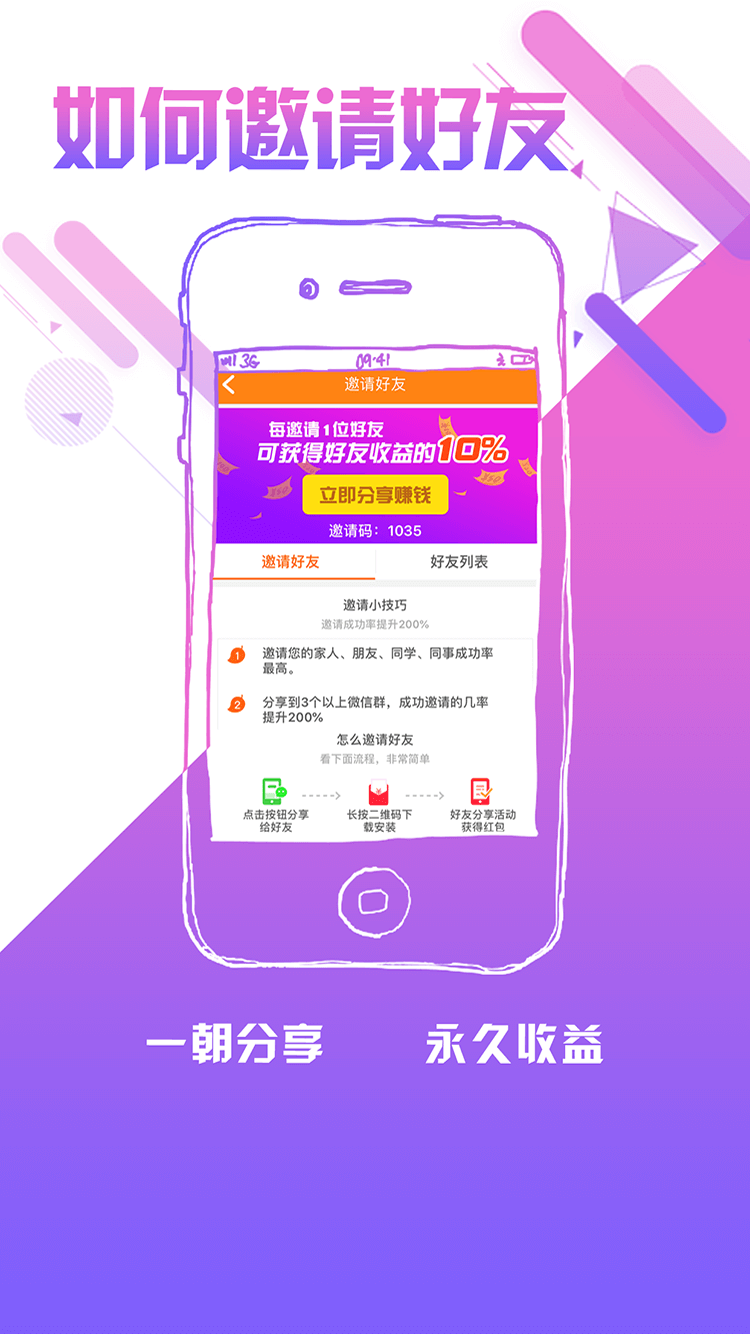 如何邀请好友
3G 09:41
邀请好友
每邀请1位好友
可获得好友收益的10%
立即分享赚钱
邀请码：1035
邀请好友 好友列表
邀请小技巧
邀请成功率提升200%
1 邀请您的家人、朋友、同学、同事成功率
最高。
2 分享到3个以上微信群，成功邀请的几率
提升200%
怎么邀请好友
看下面流程，非常简单
点击按钮分享 长按二维码下 好友分享活动
给好友 载安装 获得红包
一朝分享 永久收益